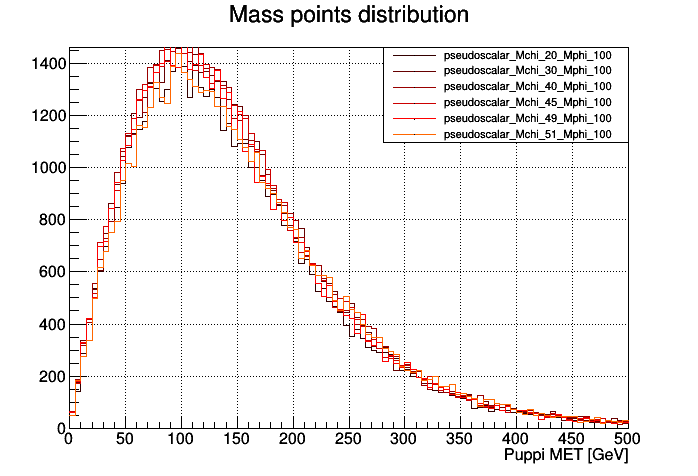 Mass points distribution
pseudoscalar_Mchi_20_Mphi_100
pseudoscalar_Mchi_30_Mphi_100
pseudoscalar_Mchi_40_Mphi_100
pseudoscalar_Mchi_45_Mphi_100
pseudoscalar_Mchi_49_Mphi_100
pseudoscalar_Mchi_51_Mphi_100
1400
1200
1000
800
600
400
200
0
0 50 100 150 200 250 300 350 400 450 500
Puppi MET [GeV]